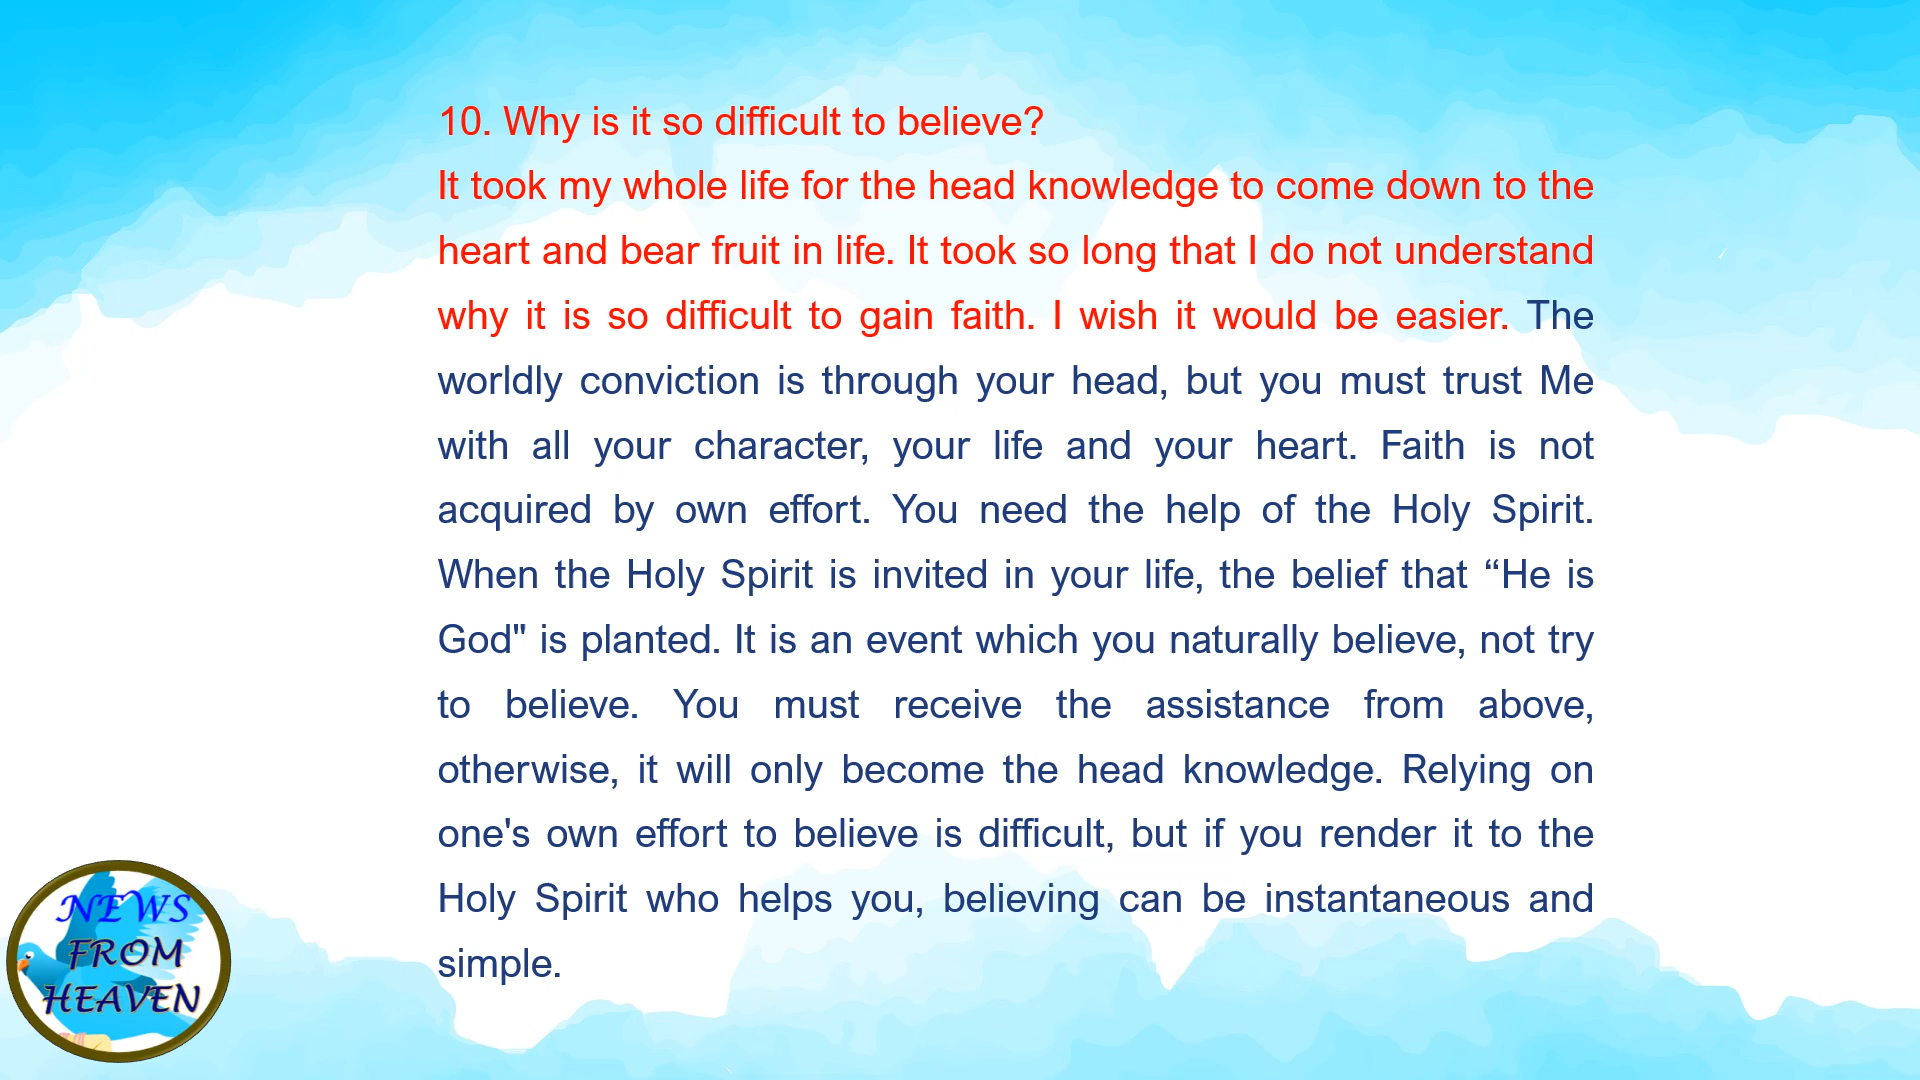 10. Why is it so difficult to believe?
It took my whole life for the head knowledge to come down to the
heart and bear fruit in life. It took so long that I do not understand
why it is so difficult to gain faith. I wish it would be easier. The
worldly conviction is through your head, but you must trust Me
with all your character, your life and your heart. Faith is not
acquired by own effort. You need the help of the Holy Spirit.
When the Holy Spirit is invited in your life, the belief that “He is
God" is planted. It is an event which you naturally believe, not try
to believe. You must receive the assistance from above,
otherwise, it will only become the head knowledge. Relying on
one's own effort to believe is difficult, but if you render it to the
Holy Spirit who helps you, believing can be instantaneous and
simple.
NEWS
FROM
HEAVEN